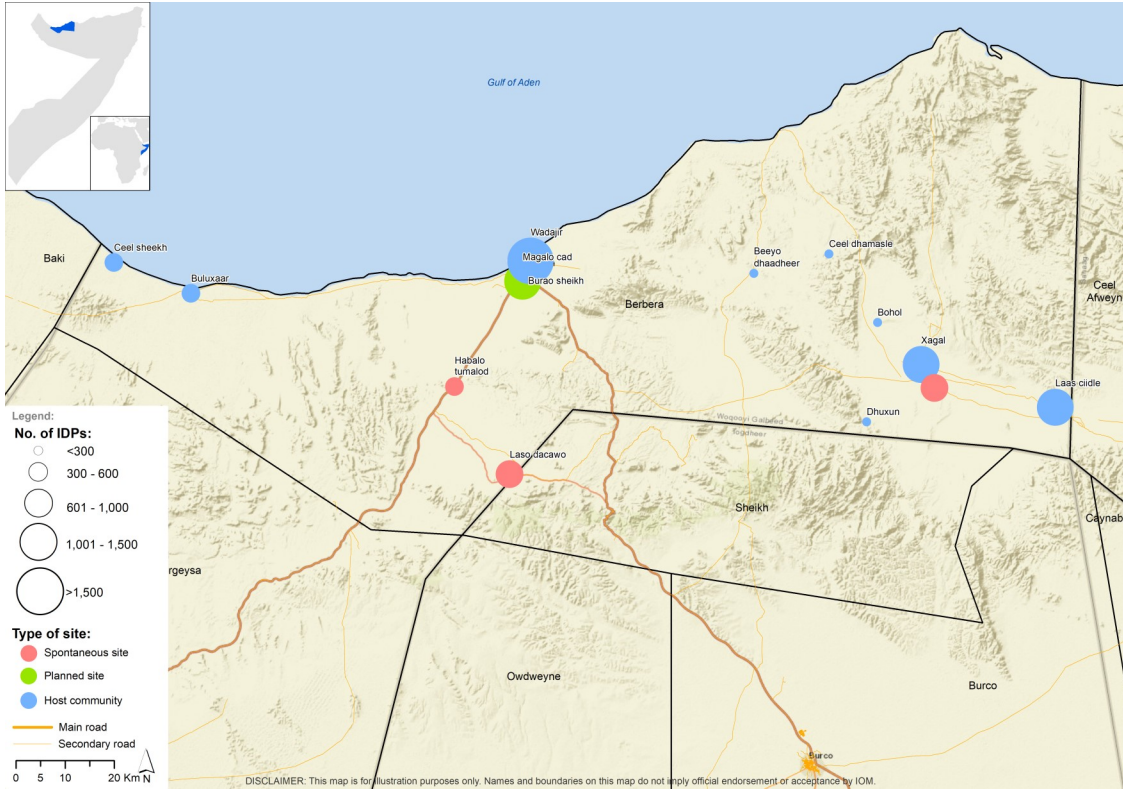 Gulf of Aden
Wadajir
Ceel sheekh
Baki
Magalo cad
Ceel dhamasle
Beeyo
dhaadheer
Buluxaar
Burao sheikh
Ceel
Afweyn
Berbera
Bohol
Xagal
Habalo
tumalod
Laas ciidle
Dhuxun
Woqooyi Galbeed
Togdheer
Laso dacawo
Sheikh
Caynab
rgeysa
Owdweyne
Burco
Burco
Legend:
No. of IDPs:
<300
300 - 600
601 - 1,000
1,001 - 1,500
>1,500
Type of site:
Spontaneous site
Planned site
Host community
Main road
Secondary road
0 5 10 20 Km
N
DISCLAIMER: This map is for illustration purposes only. Names and boundaries on this map do not imply official endorsement or acceptance by IOM.